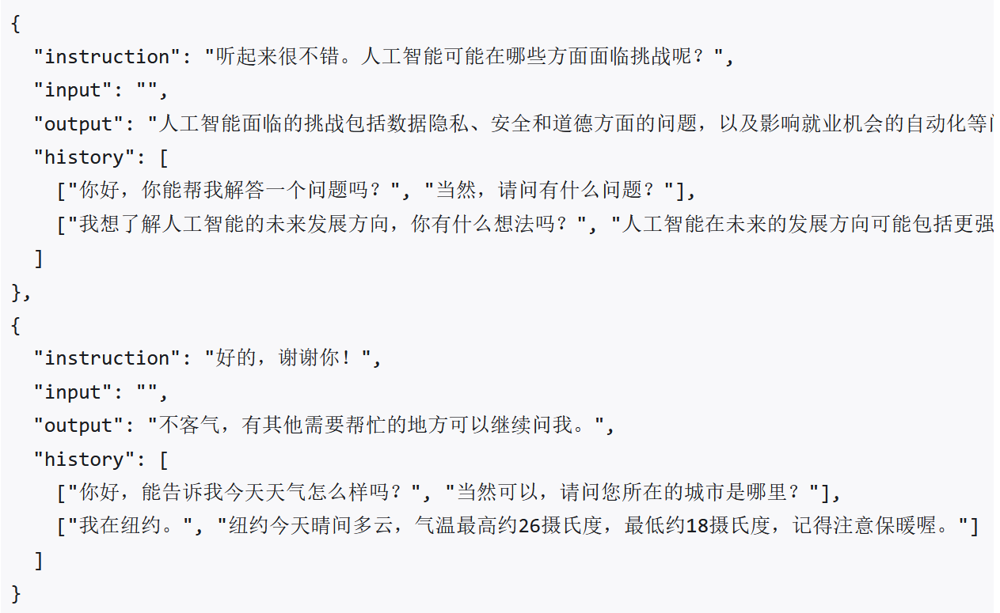 {
"instruction": "听起来很不错。人工智能可能在哪些方面面临挑战呢？",
"input": "",
"output": "人工智能面临的挑战包括数据隐私、安全和道德方面的问题，以及影响就业机会的自动化等
"history": [
["你好，你能帮我解答一个问题吗？", "当然，请问有什么问题？"],
["我想了解人工智能的未来发展方向，你有什么想法吗？", "人工智能在未来的发展方向可能包括更强
]
},
{
"instruction": "好的，谢谢你！",
"input": "",
"output": "不客气，有其他需要帮忙的地方可以继续问我。",
"history": [
["你好，能告诉我今天天气怎么样吗？", "当然可以，请问您所在的城市是哪里？"],
["我在纽约。", "纽约今天晴间多云，气温最高约26摄氏度，最低约18摄氏度，记得注意保暖喔。"]
]
}